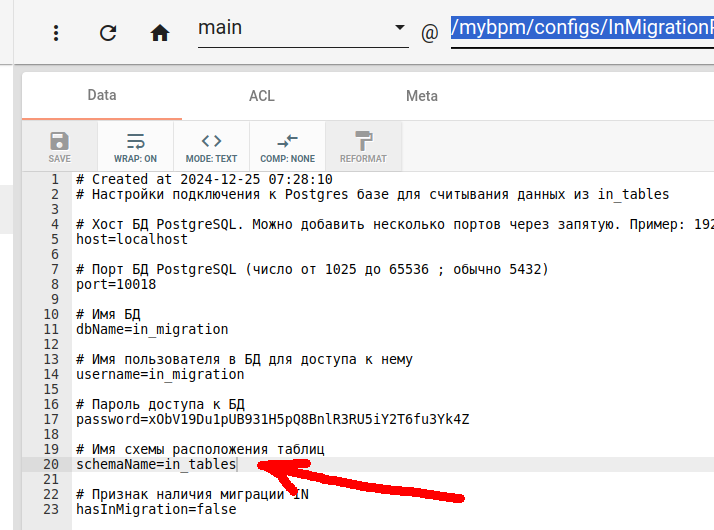 main
@
/mybpm/configs/InMigration
Data
ACL
Meta
SAVE
WRAP: ON
MODE: TEXT
COMP: NONE
REFORMAT
1 # Created at 2024-12-25 07:28:10
2 # Настройки подключения к Postgres базе для считывания данных из in_tables
3
4 # Хост БД PostgreSQL. Можно добавить несколько портов через запятую. Пример: 192
5 host=localhost
6
7 # Порт БД PostgreSQL (число от 1025 до 65536 ; обычно 5432)
8 port=10018
9
10 # Имя БД
11 dbName=in_migration
12
13 # Имя пользователя в БД для доступа к нему
14 username=in_migration
15
16 # Пароль доступа к БД
17 password=xObV19Du1pUB931H5pQ8BnlR3RU5iY2T6fu3Yk4Z
18
19 # Имя схемы расположения таблиц
20 schemaName=in_tables
21
22 # Признак наличия миграции IN
23 hasInMigration=false